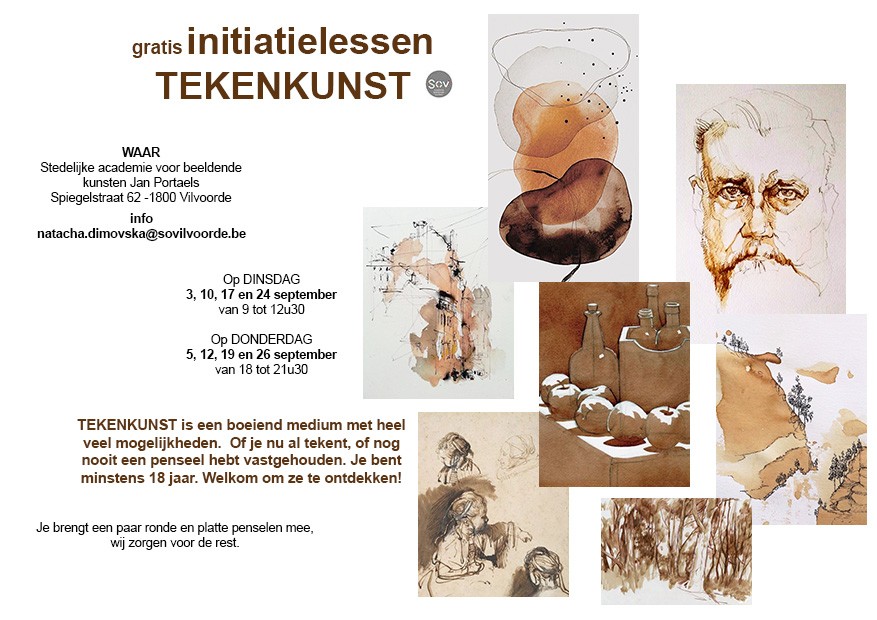 gratis initiatielessen
TEKENKUNST
Sov
WAAR
Stedelijke academie voor beeldende
kunsten Jan Portaels
Spiegelstraat 62 -1800 Vilvoorde
info
natacha.dimovska@sovilvoorde.be
Op DINSDAG
3, 10, 17 en 24 september
van 9 tot 12u30
Op DONDERDAG
5, 12, 19 en 26 september
van 18 tot 21u30
TEKENKUNST is een boeiend medium met heel
veel mogelijkheden. Of je nu al tekent, of nog
nooit een penseel hebt vastgehouden. Je bent
minstens 18 jaar. Welkom om ze te ontdekken!
Je brengt een paar ronde en platte penselen mee,
wij zorgen voor de rest.